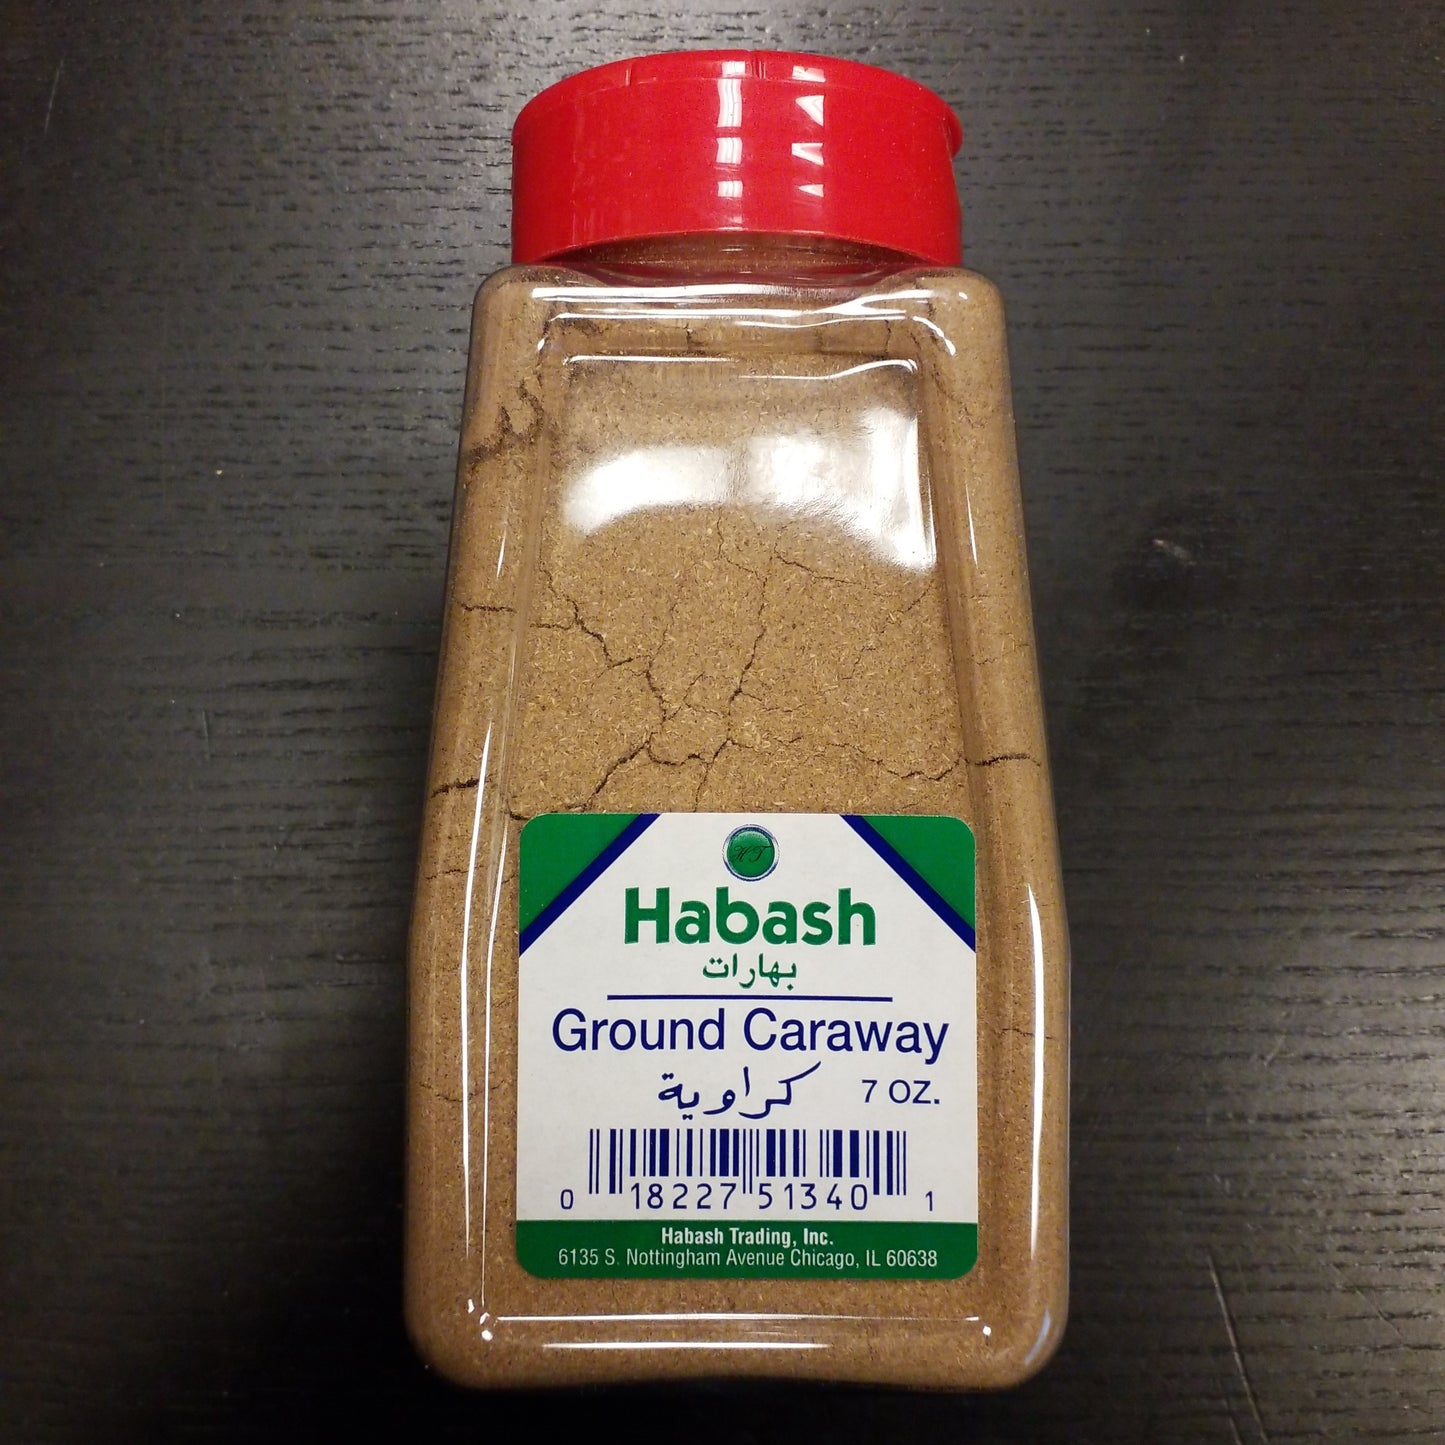 HT
Habash
بهارات
Ground Caraway
كراوية 7 OZ.
0 18227 51340 1
Habash Trading, Inc.
6135 S. Nottingham Avenue Chicago, IL 60638